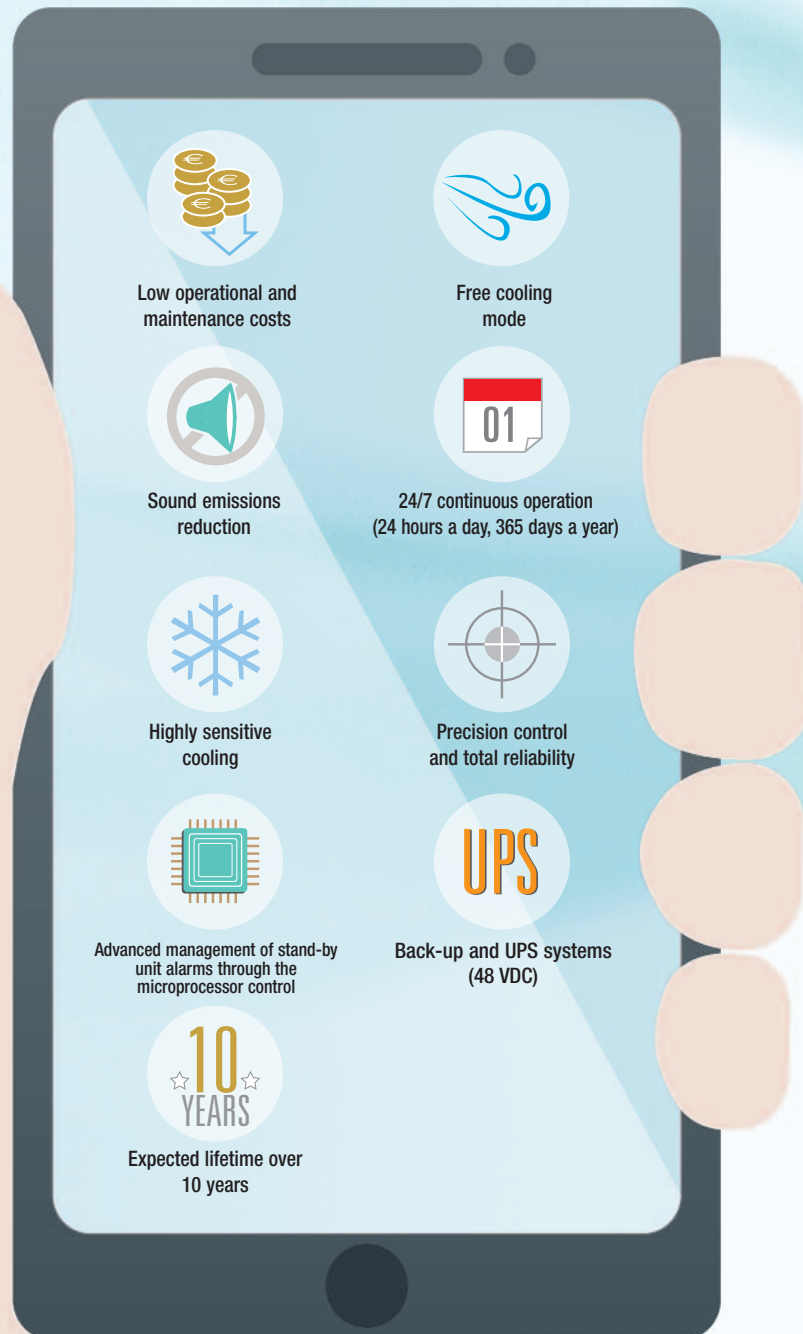 Low operational and
maintenance costs
Free cooling
mode
Sound emissions
reduction
01
24/7 continuous operation
(24 hours a day, 365 days a year)
Highly sensitive
cooling
Precision control
and total reliability
Advanced management of stand-by
unit alarms through the
microprocessor control
UPS
Back-up and UPS systems
(48 VDC)
10
YEARS
Expected lifetime over
10 years